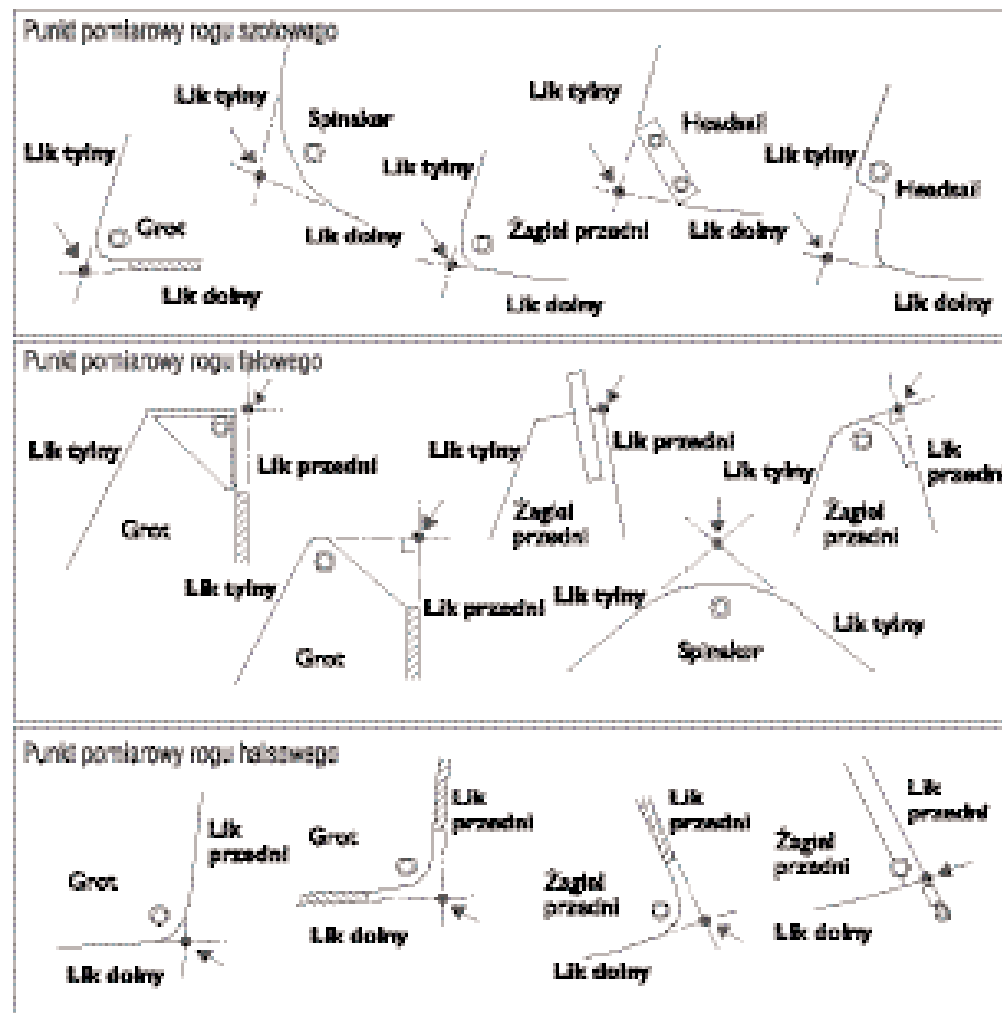 Punkt pomiarowy rogu szotowego
Lik tylny
Grot
Lik dolny
Lik tylny
Spinaker
Lik dolny
Lik tylny
Żagiel przedni
Lik dolny
Lik tylny
Headsail
Lik dolny
Lik tylny
Headsail
Lik dolny
Punkt pomiarowy rogu fałowego
Lik tylny
Lik przedni
Grot
Lik tylny
Lik przedni
Grot
Lik tylny
Lik przedni
Żagiel
przedni
Lik tylny
Lik
przedni
Żagiel
przedni
Lik tylny
Lik tylny
Spinaker
Punkt pomiarowy rogu halsowego
Lik
przedni
Grot
Lik dolny
Lik
przedni
Grot
Lik dolny
Lik
przedni
Żagiel
przedni
Lik dolny
Lik
przedni
Żagiel
przedni
Lik dolny